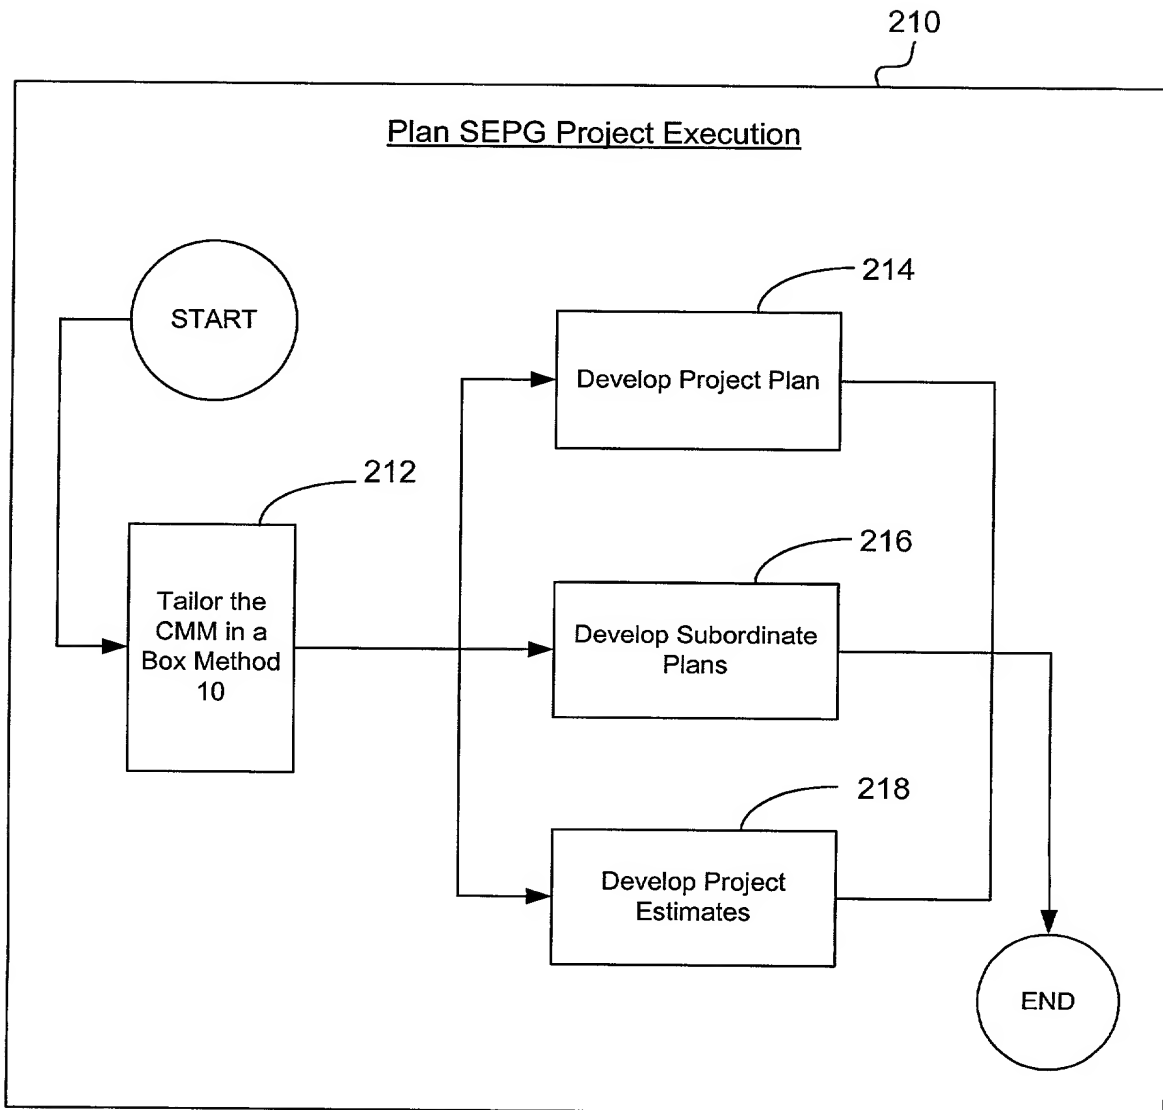 210
Plan SEPG Project Execution
START
214
Develop Project Plan
212
Tailor the
CMM in a
Box Method
10
216
Develop Subordinate
Plans
218
Develop Project
Estimates
END